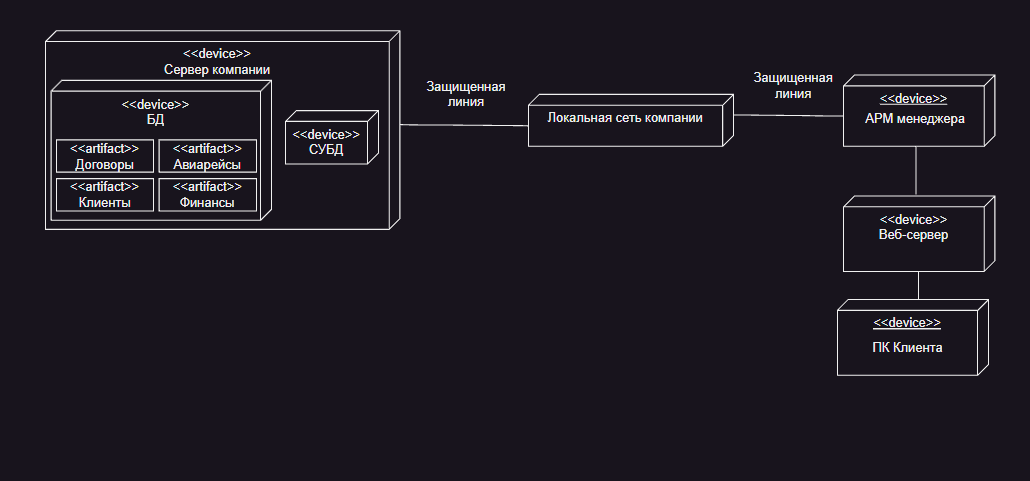 <<device>>
Сервер компании
<<device>>
БД
<<artifact>>
Договоры
<<artifact>>
Авиарейсы
<<artifact>>
Клиенты
<<artifact>>
Финансы
<<device>>
СУБД
Защищенная
линия
Локальная сеть компании
Защищенная
линия
<<device>>
АРМ менеджера
<<device>>
Веб-сервер
<<device>>
ПК Клиента